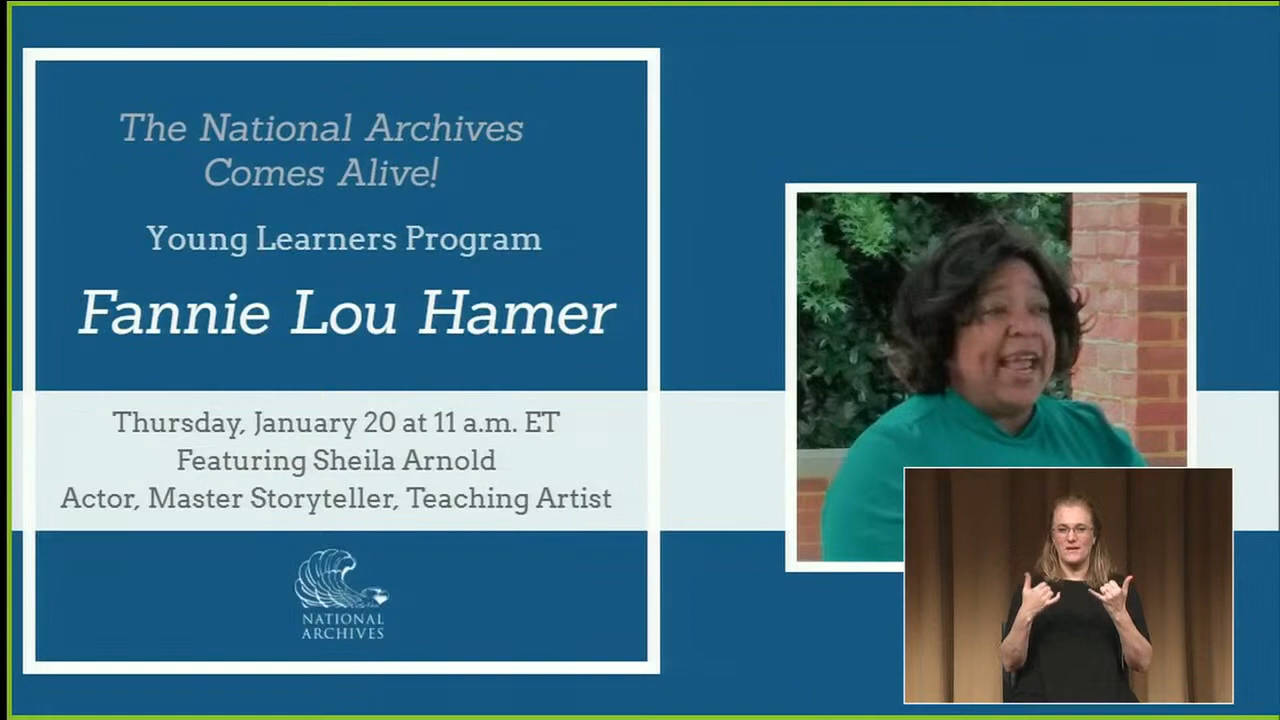 The National Archives
Comes Alive!
Young Learners Program
Fannie Lou Hamer
Thursday, January 20 at 11 a.m. ET
Featuring Sheila Arnold
Actor, Master Storyteller, Teaching Artist
NATIONAL
ARCHIVES